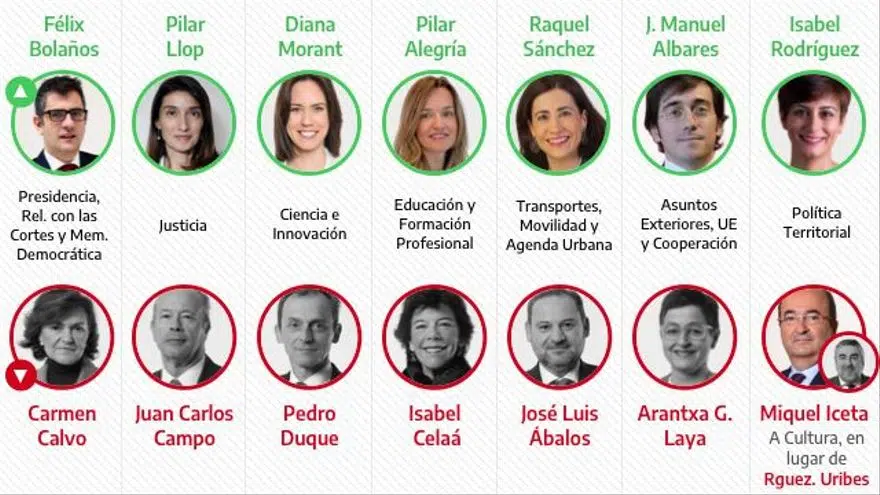 Félix
Bolaños
Pilar
Llop
Diana
Morant
Pilar
Alegría
Raquel
Sánchez
J. Manuel
Albares
Isabel
Rodríguez
Presidencia,
Rel. con las
Cortes y Mem.
Democrática
Justicia
Ciencia e
Innovación
Educación y
Formación
Profesional
Transportes,
Movilidad y
Agenda Urbana
Asuntos
Exteriores, UE
y Cooperación
Política
Territorial
Carmen
Calvo
Juan Carlos
Campo
Pedro
Duque
Isabel
Celaá
José Luis
Ábalos
Arantxa G.
Laya
Miquel Iceta
A Cultura, en
lugar de
Rguez. Uribes